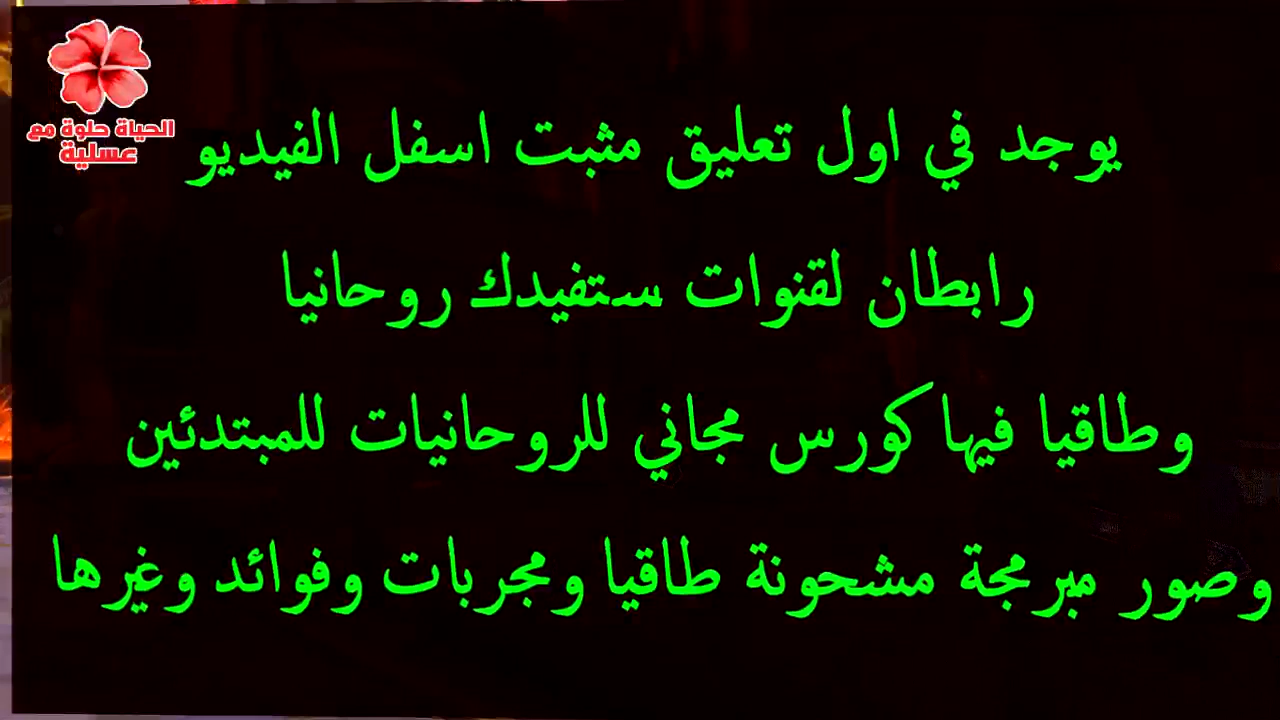 الحياة حلوة مع
عسلية
يوجد في اول تعليق مثبت اسفل الفيديو
رابطان لقنوات ستفيدك روحانيا
وطاقيا فيها كورس مجاني للروحانيات للمبتدئين
وصور مبرمجة مشحونة طاقيا ومجربات وفوائد وغيرها